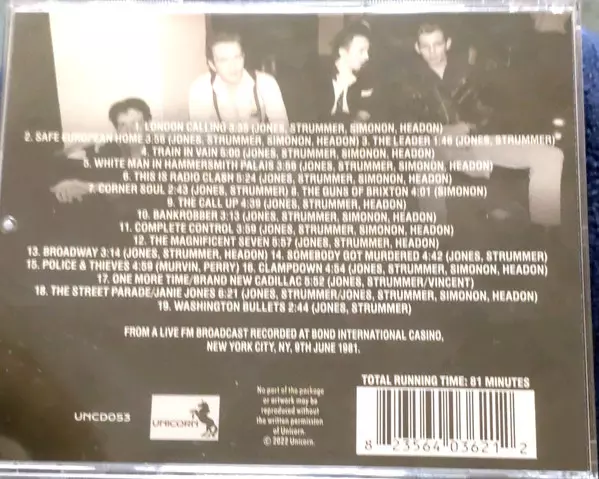 1. LONDON CALLING 3:35 (JONES, STRUMMER, SIMONON, HEADON)
2. SAFE EUROPEAN HOME 3:58 (JONES, STRUMMER, SIMONON, HEADON) 3. THE LEADER 1:46 (JONES, STRUMMER)
4. TRAIN IN VAIN 6:00 (JONES, STRUMMER, SIMONON, HEADON)
5. WHITE MAN IN HAMMERSMITH PALAIS 3:56 (JONES, STRUMMER, SIMONON, HEADON)
6. THIS IS RADIO CLASH 5:24 (JONES, STRUMMER, SIMONON, HEADON)
7. CORNER SOUL 2:43 (JONES, STRUMMER) 8. THE GUNS OF BRIXTON 4:01 (SIMONON)
9. THE CALL UP 4:39 (JONES, STRUMMER, HEADON)
10. BANKROBBER 3:13 (JONES, STRUMMER, HEADON)
11. COMPLETE CONTROL 3:59 (JONES, STRUMMER, SIMONON, HEADON)
12. THE MAGNIFICENT SEVEN 5:57 (JONES, STRUMMER, HEADON)
13. BROADWAY 3:14 (JONES, STRUMMER, HEADON) 14. SOMEBODY GOT MURDERED 4:42 (JONES, STRUMMER)
15. POLICE & THIEVES 4:59 (MURVIN, PERRY) 16. CLAMPDOWN 4:54 (JONES, STRUMMER, SIMONON, HEADON)
17. ONE MORE TIME/BRAND NEW CADILLAC 5:52 (JONES, STRUMMER/VINCENT)
18. THE STREET PARADE/JANIE JONES 6:21 (JONES, STRUMMER/JONES, STRUMMER, SIMONON, HEADON)
19. WASHINGTON BULLETS 2:44 (JONES, STRUMMER)
FROM A LIVE FM BROADCAST RECORDED AT BOND INTERNATIONAL CASINO,
NEW YORK CITY, NY, 9TH JUNE 1981.
TOTAL RUNNING TIME: 81 MINUTES
UNCD053
UNICORN
No part of the package
or artwork may be
reproduced without
the written permission
of Unicorn.
© 2022 Unicorn.
8 23564 03621 2